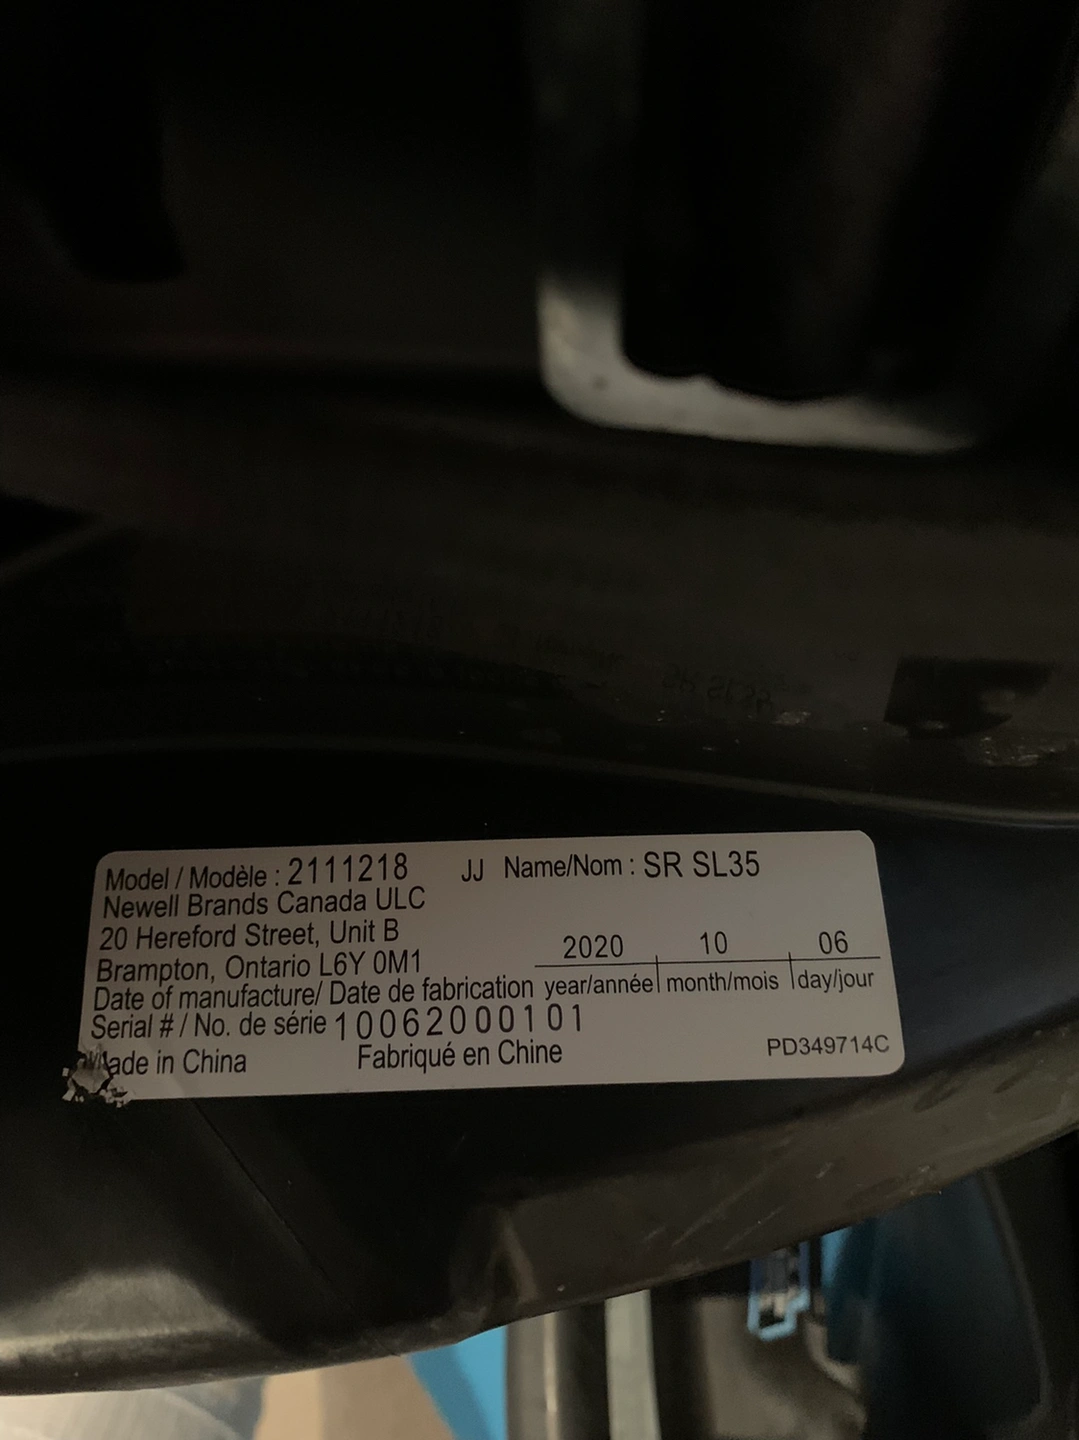 Model / Modèle : 2111218 JJ Name/Nom : SR SL35
Newell Brands Canada ULC
20 Hereford Street, Unit B
Brampton, Ontario L6Y 0M1
2020 10 06
Date of manufacture/ Date de fabrication year/année month/mois day/jour
Serial # / No. de série 10062000101
Made in China Fabriqué en Chine PD349714C